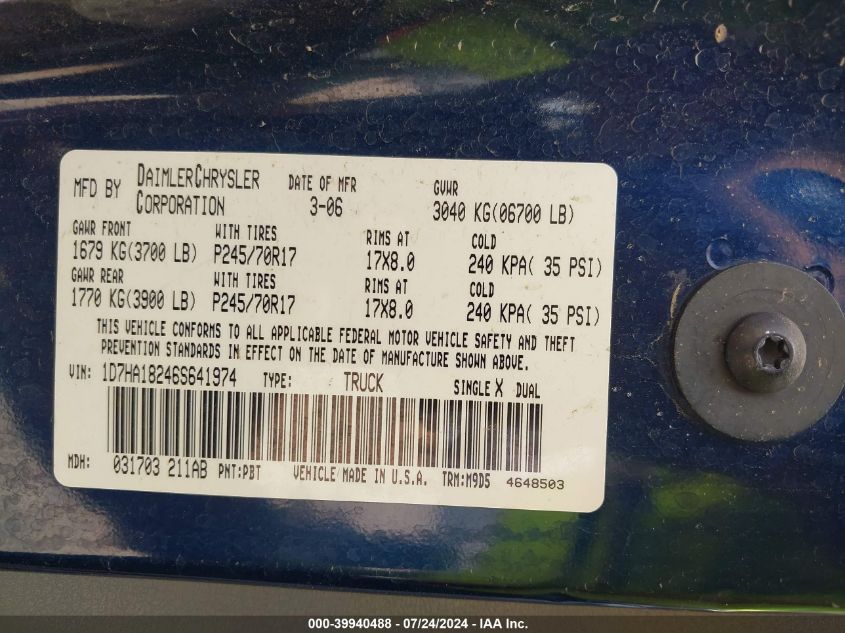 MFD BY DAIMLERCHRYSLER CORPORATION DATE OF MFR 3-06 GVWR 3040 KG(06700 LB)
GAWR FRONT WITH TIRES RIMS AT COLD
1679 KG(3700 LB) P245/70R17 17X8.0 240 KPA( 35 PSI)
GAWR REAR WITH TIRES RIMS AT COLD
1770 KG(3900 LB) P245/70R17 17X8.0 240 KPA( 35 PSI)
THIS VEHICLE CONFORMS TO ALL APPLICABLE FEDERAL MOTOR VEHICLE SAFETY AND THEFT
PREVENTION STANDARDS IN EFFECT ON THE DATE OF MANUFACTURE SHOWN ABOVE.
VIN: 1D7HA18246S641974 TYPE: TRUCK SINGLE X DUAL
MDH: 031703 211AB PNT:PBT VEHICLE MADE IN U.S.A. TRM:M9D5 4648503
000-39940488 - 07/24/2024 - IAA Inc.